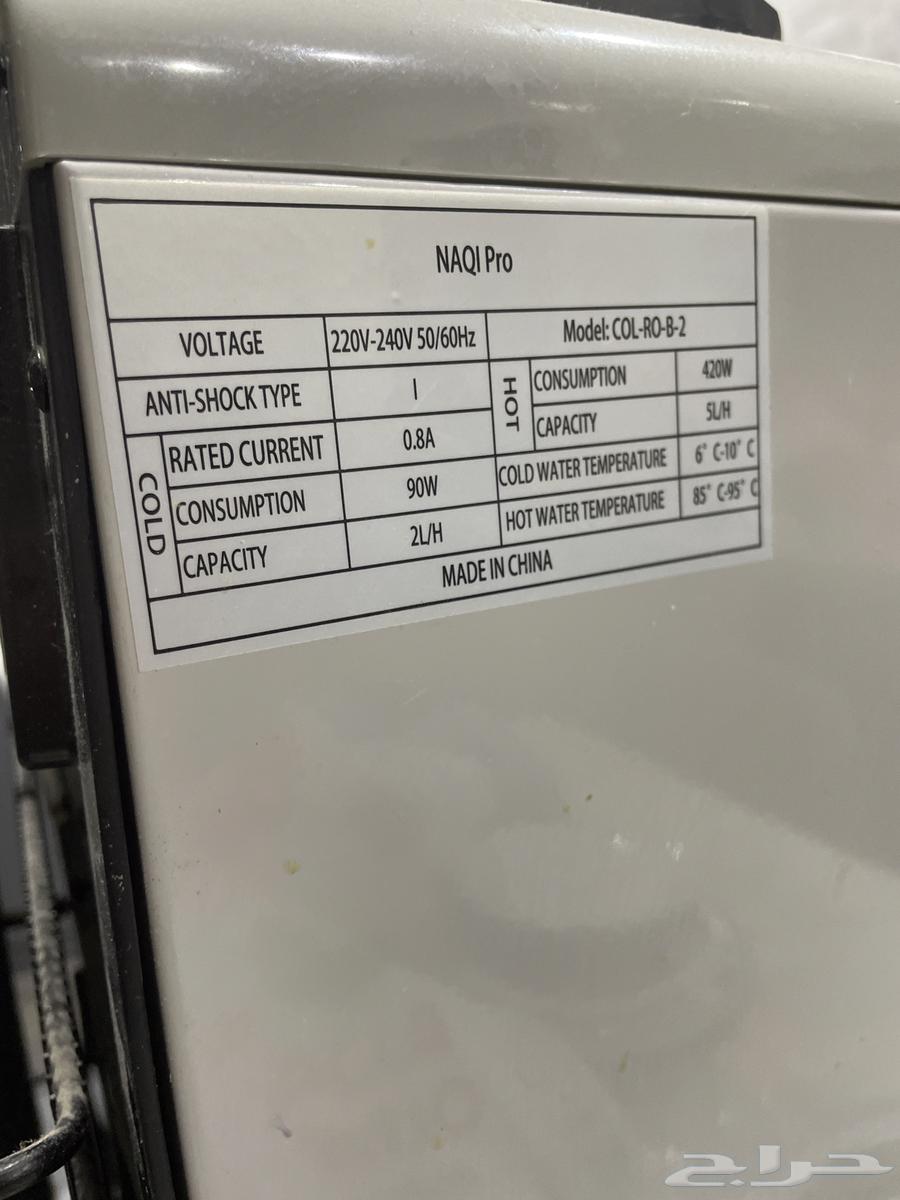 NAQI Pro
VOLTAGE 220V-240V 50/60Hz Model: COL-RO-B-2
ANTI-SHOCK TYPE I
HOT CONSUMPTION 420W
CAPACITY 5L/H
COLD RATED CURRENT 0.8A
CONSUMPTION 90W
CAPACITY 2L/H
COLD WATER TEMPERATURE 6° C-10° C
HOT WATER TEMPERATURE 85° C-95° C
MADE IN CHINA
حراج